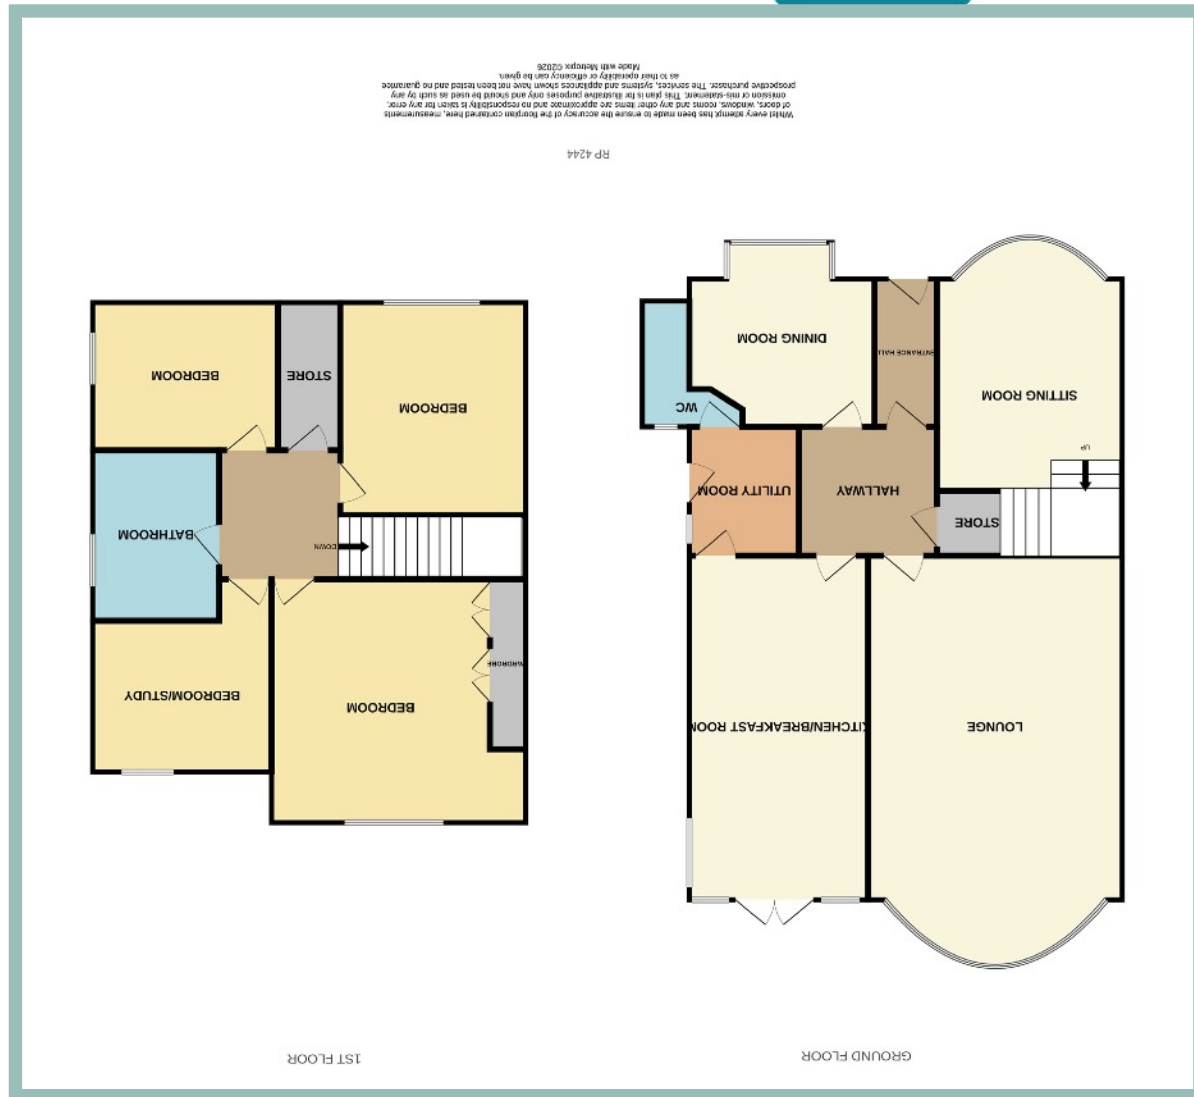 GROUND FLOOR
1ST FLOOR
LOUNGE
KITCHEN/BREAKFAST ROOM
STORE
HALLWAY
UTILITY ROOM
UP
SITTING ROOM
ENTRANCE HALL
DINING ROOM
WC
BEDROOM
BEDROOM/STUDY
WARDROBE
DOWN
BATHROOM
BEDROOM
STORE
BEDROOM
RP 4244
Whilst every attempt has been made to ensure the accuracy of the floorplan contained here, measurements
of doors, windows, rooms and any other items are approximate and no responsibility is taken for any error,
omission or mis-statement. This plan is for illustrative purposes only and should be used as such by any
prospective purchaser. The services, systems and appliances shown have not been tested and no guarantee
as to their operability or efficiency can be given.
Made with Metropix ©2026